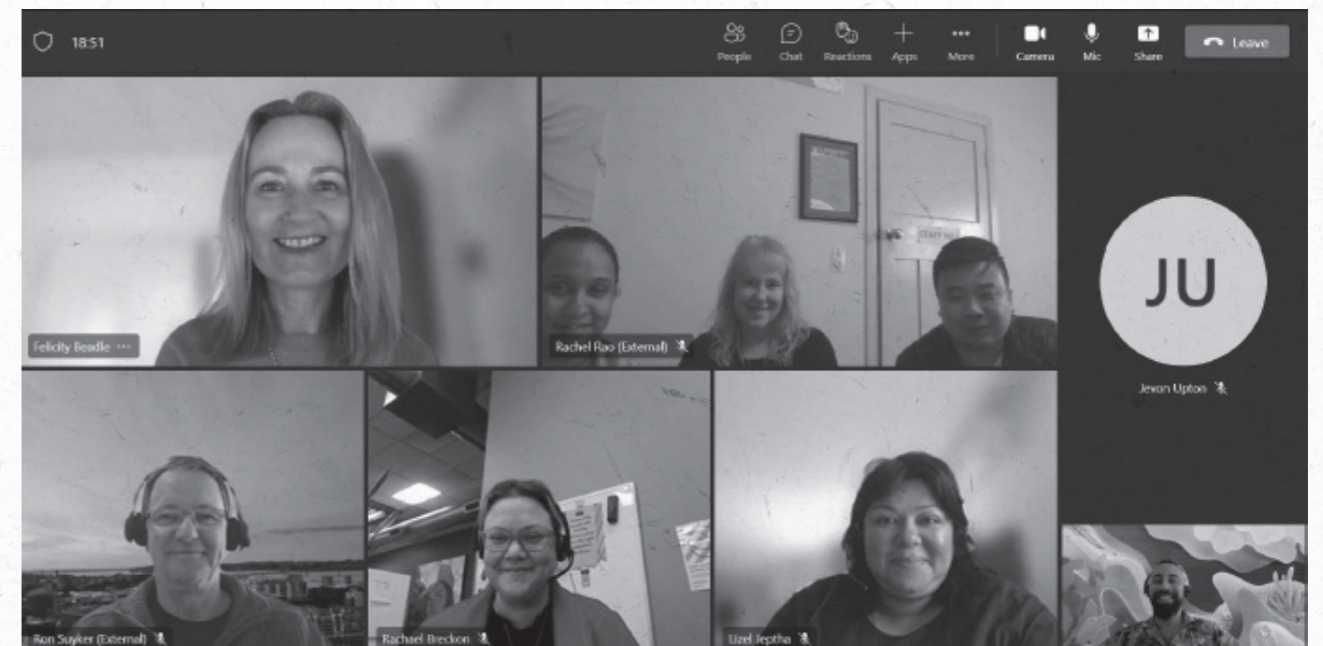 18:51
People Chat Reactions Apps More Camera Mic Share Leave
STAFF
JU
Felicity Beadle
Rachel Rao (External)
Jevon Upton
Ron Suyker (External)
Rachael Breckon
Lizel Jeptha